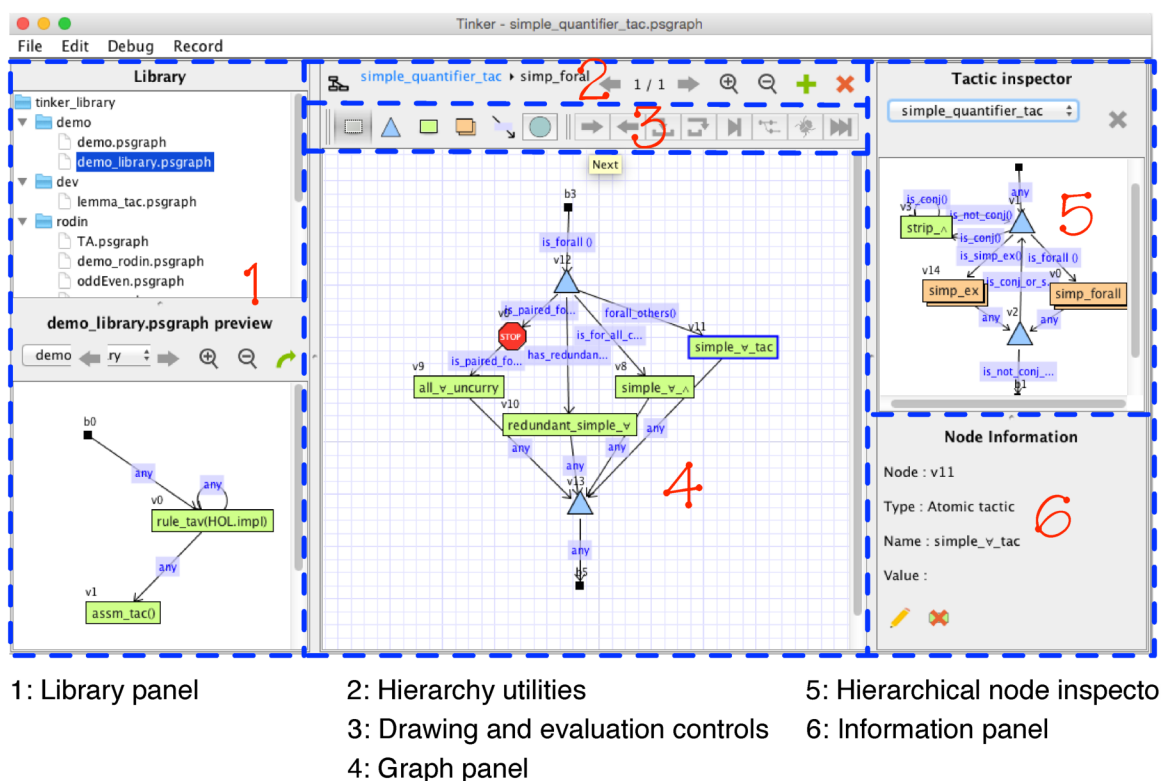 Tinker - simple_quantifier_tac.psgraph
File Edit Debug Record
Library
tinker_library
demo
demo.psgraph
demo_library.psgraph
dev
lemma_tac.psgraph
rodin
TA.psgraph
demo_rodin.psgraph
oddEven.psgraph
1
demo_library.psgraph preview
demo ry
b0
any
any
v0
rule_tav(HOL.impl)
any
v1
assm_tac()
simple_quantifier_tac ▸ simp_foral
2
1 / 1
3
Next
b3
is_forall ()
v12
is_paired_fo...
forall_others()
STOP
is_for_all_c...
v11
simple_∀_tac
is_paired_fo...
has_redundan...
v9
all_∀_uncurry
v8
simple_∀_∧
v10
redundant_simple_∀
any
any
any
any
v13
4
any
b5
Tactic inspector
simple_quantifier_tac
any
v1
is_conj()
v3
is_not_conj()
strip_∧
is_conj()
is_simp_ex()
is_forall ()
5
v14
simp_ex
is_conj_or_s...
v0
simp_forall
any
any
v2
is_not_conj_...
b1
Node Information
Node : v11
Type : Atomic tactic
Name : simple_∀_tac
Value :
6
1: Library panel
2: Hierarchy utilities
3: Drawing and evaluation controls
4: Graph panel
5: Hierarchical node inspecto
6: Information panel